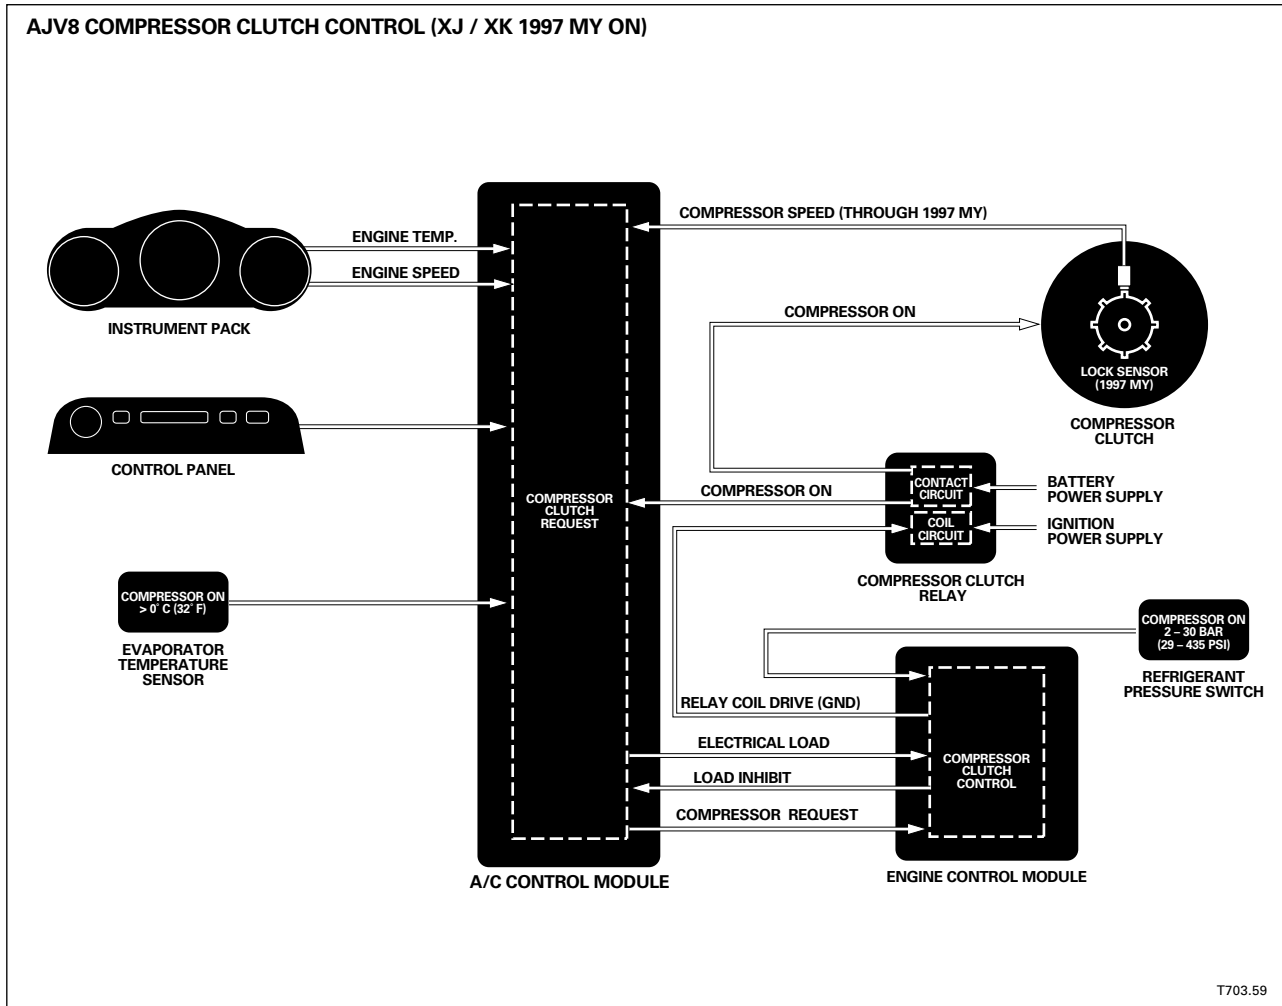 AJV8 COMPRESSOR CLUTCH CONTROL (XJ / XK 1997 MY ON)
ENGINE TEMP.
ENGINE SPEED
INSTRUMENT PACK
CONTROL PANEL
COMPRESSOR ON
> 0° C (32° F)
EVAPORATOR
TEMPERATURE
SENSOR
COMPRESSOR
CLUTCH
REQUEST
A/C CONTROL MODULE
COMPRESSOR SPEED (THROUGH 1997 MY)
COMPRESSOR ON
LOCK SENSOR
(1997 MY)
COMPRESSOR
CLUTCH
COMPRESSOR ON
CONTACT
CIRCUIT
COIL
CIRCUIT
BATTERY
POWER SUPPLY
IGNITION
POWER SUPPLY
COMPRESSOR CLUTCH
RELAY
COMPRESSOR ON
2 – 30 BAR
(29 – 435 PSI)
REFRIGERANT
PRESSURE SWITCH
RELAY COIL DRIVE (GND)
ELECTRICAL LOAD
LOAD INHIBIT
COMPRESSOR REQUEST
COMPRESSOR
CLUTCH
CONTROL
ENGINE CONTROL MODULE
T703.59